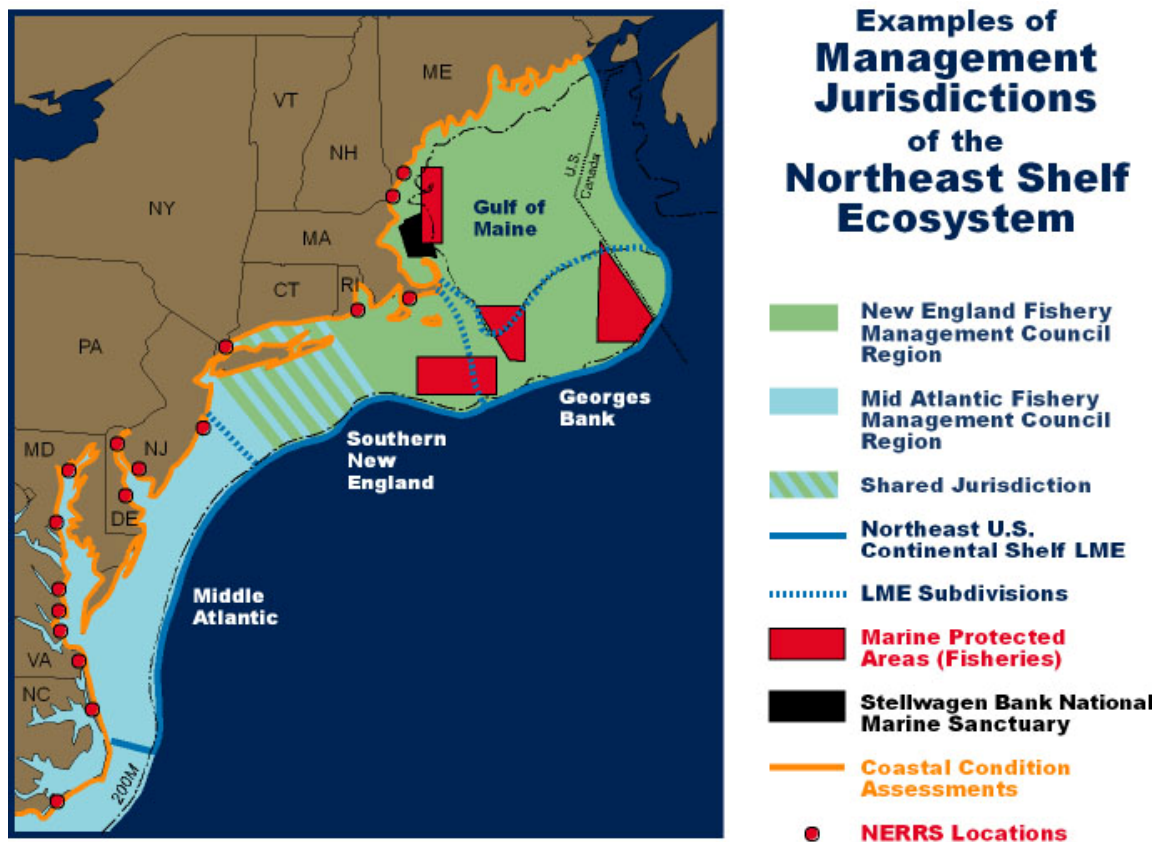 Examples of
Management
Jurisdictions
of the
Northeast Shelf
Ecosystem
ME
VT
NH
NY
MA
CT
RI
PA
NJ
MD
DE
VA
NC
U.S.
Canada
Gulf of
Maine
Georges
Bank
Southern
New
England
Middle
Atlantic
200M
New England Fishery
Management Council
Region
Mid Atlantic Fishery
Management Council
Region
Shared Jurisdiction
Northeast U.S.
Continental Shelf LME
LME Subdivisions
Marine Protected
Areas (Fisheries)
Stellwagen Bank National
Marine Sanctuary
Coastal Condition
Assessments
NERRS Locations